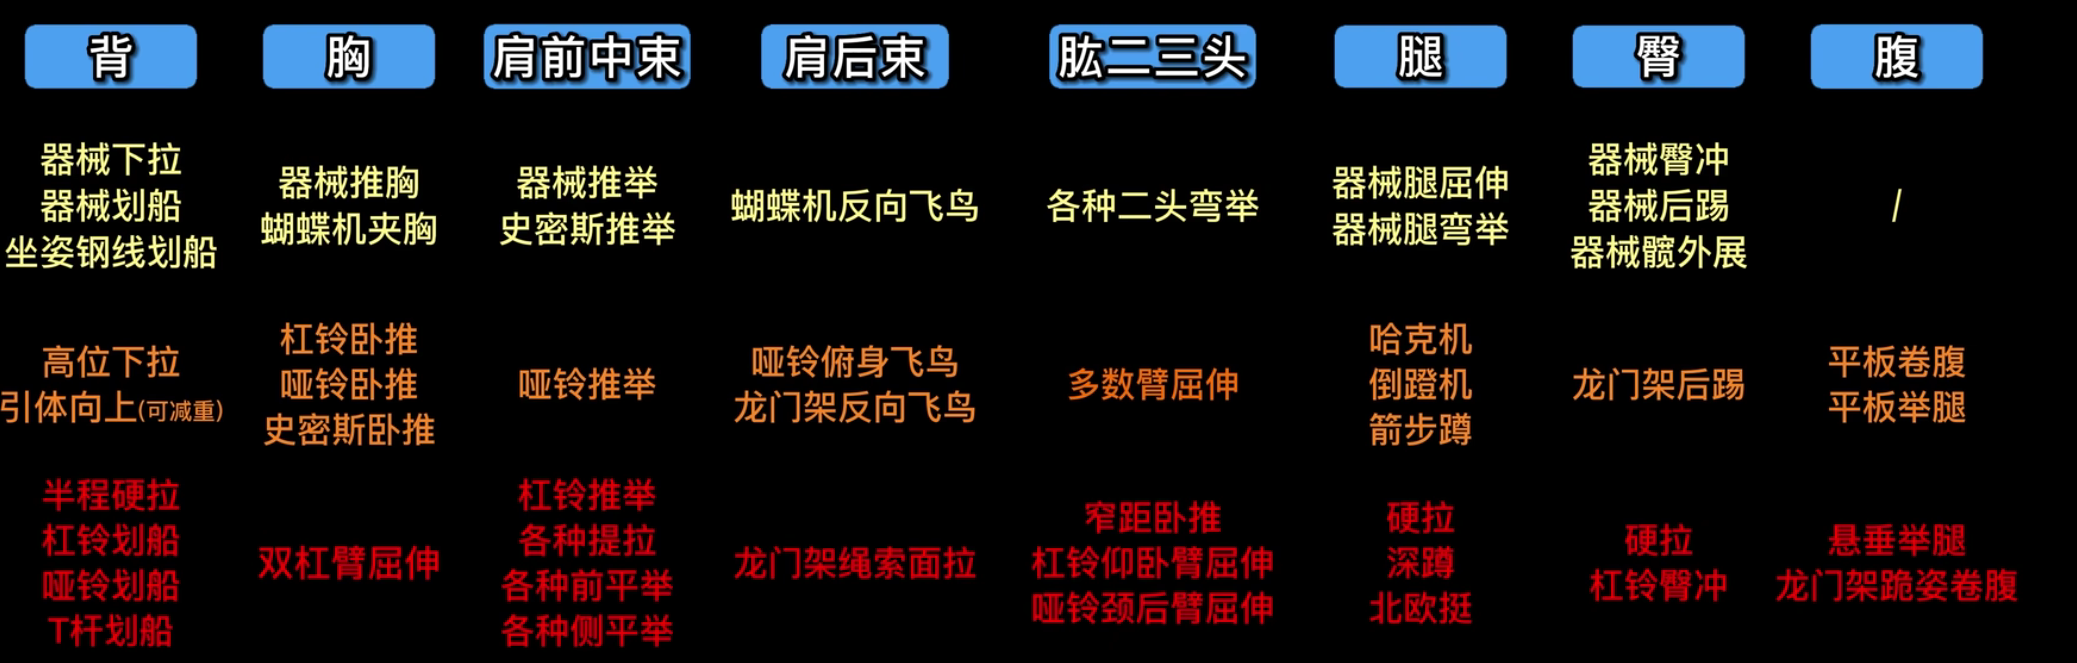 背
胸
肩前中束
肩后束
肱二三头
腿
臀
腹
器械下拉
器械划船
坐姿钢线划船
器械推胸
蝴蝶机夹胸
器械推举
史密斯推举
蝴蝶机反向飞鸟
各种二头弯举
器械腿屈伸
器械腿弯举
器械臀冲
器械后踢
器械髋外展
/
高位下拉
引体向上(可减重)
杠铃卧推
哑铃卧推
史密斯卧推
哑铃推举
哑铃俯身飞鸟
龙门架反向飞鸟
多数臂屈伸
哈克机
倒蹬机
箭步蹲
龙门架后踢
平板卷腹
平板举腿
半程硬拉
杠铃划船
哑铃划船
T杆划船
双杠臂屈伸
杠铃推举
各种提拉
各种前平举
各种侧平举
龙门架绳索面拉
窄距卧推
杠铃仰卧臂屈伸
哑铃颈后臂屈伸
硬拉
深蹲
北欧挺
硬拉
杠铃臀冲
悬垂举腿
龙门架跪姿卷腹